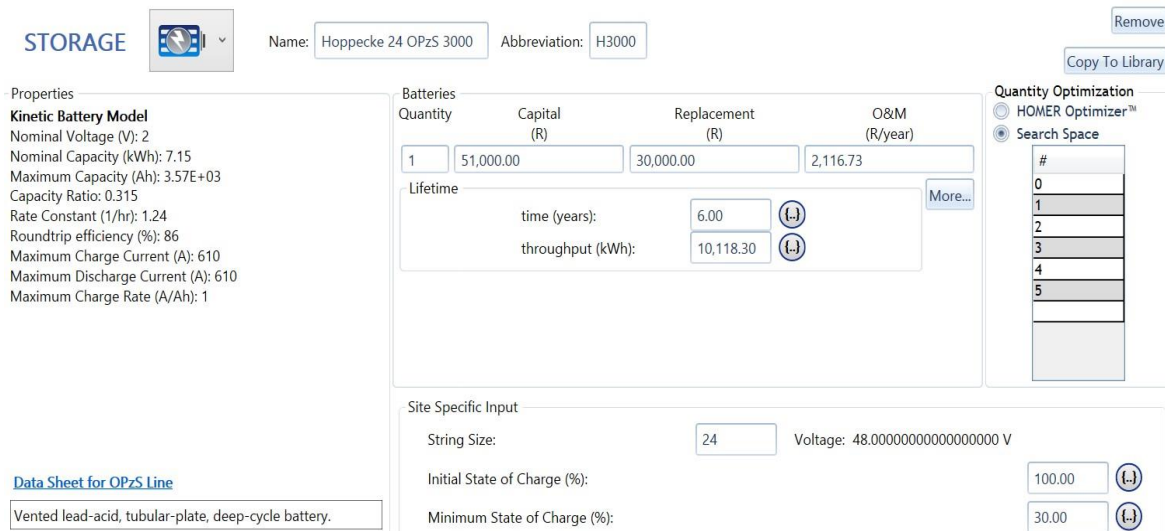 STORAGE
Name: Hoppecke 24 OPzS 3000 Abbreviation: H3000
Remove
Copy To Library
Properties
Kinetic Battery Model
Nominal Voltage (V): 2
Nominal Capacity (kWh): 7.15
Maximum Capacity (Ah): 3.57E+03
Capacity Ratio: 0.315
Rate Constant (1/hr): 1.24
Roundtrip efficiency (%): 86
Maximum Charge Current (A): 610
Maximum Discharge Current (A): 610
Maximum Charge Rate (A/Ah): 1
Data Sheet for OPzS Line
Vented lead-acid, tubular-plate, deep-cycle battery.
Batteries
Quantity Capital Replacement O&M
(R) (R) (R/year)
1 51,000.00 30,000.00 2,116.73
Lifetime
More...
time (years): 6.00 {..}
throughput (kWh): 10,118.30 {..}
Quantity Optimization
HOMER Optimizer™
Search Space
#
0
1
2
3
4
5
Site Specific Input
String Size: 24 Voltage: 48.00000000000000000 V
Initial State of Charge (%): 100.00 {..}
Minimum State of Charge (%): 30.00 {..}